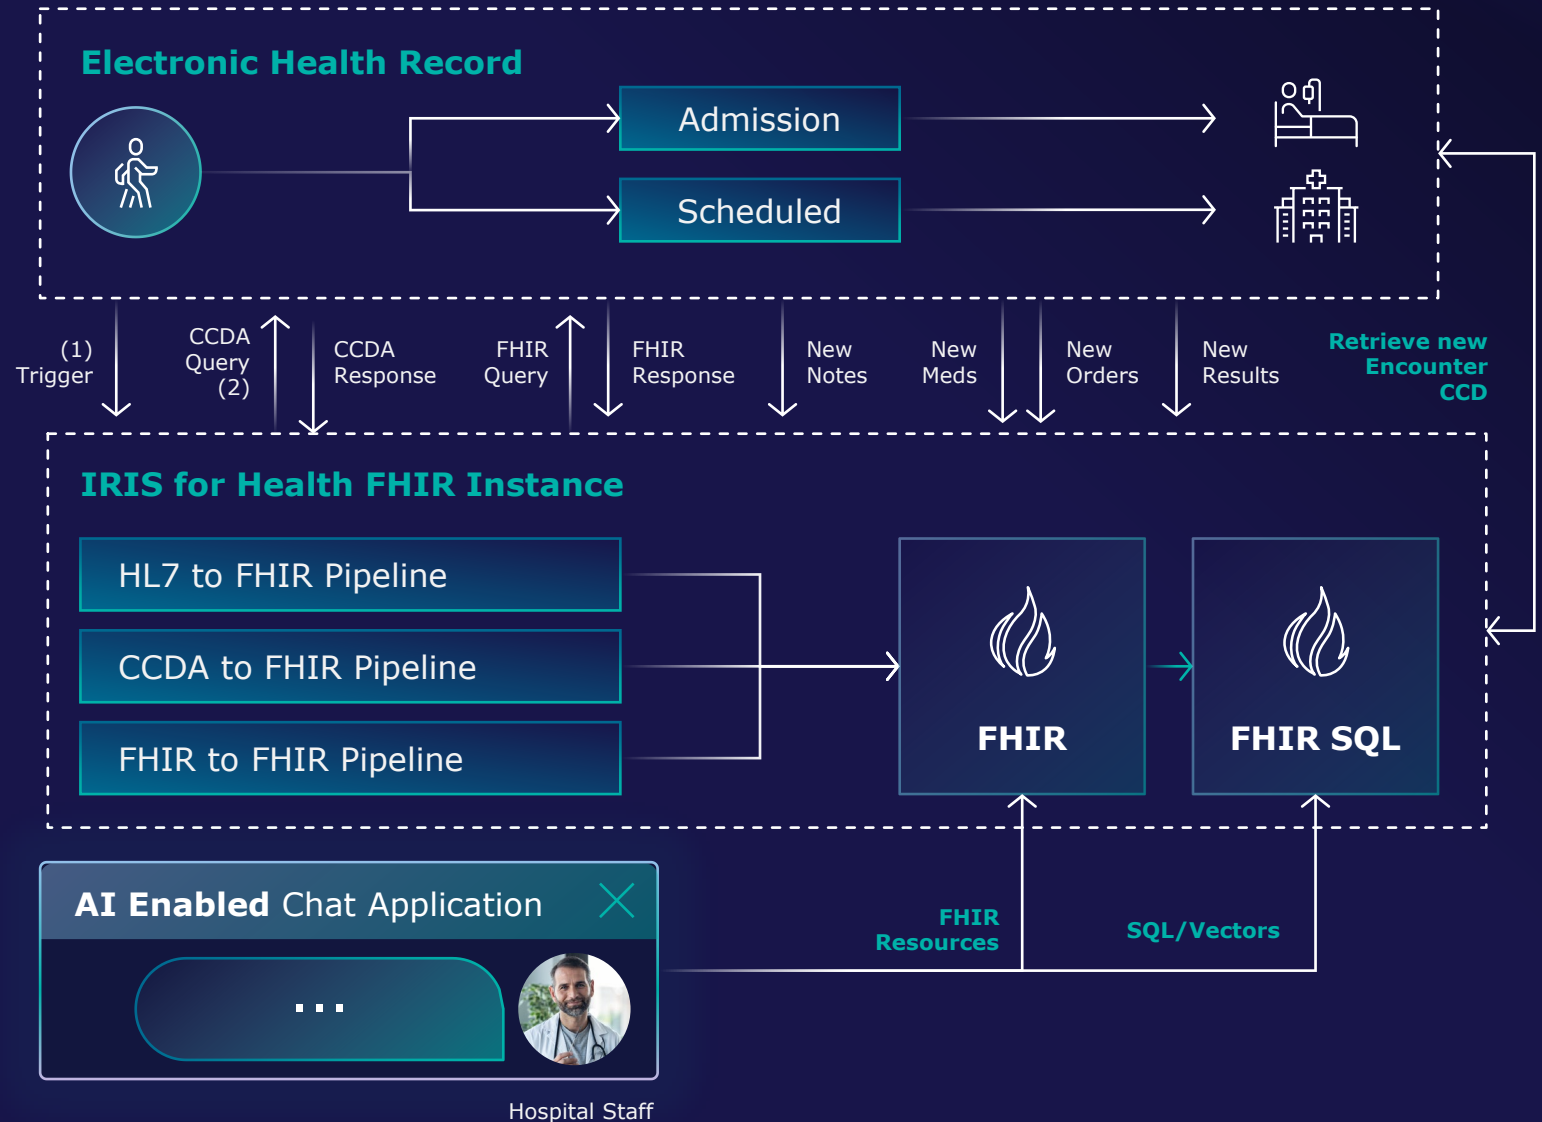 Electronic Health Record
Admission
Scheduled
(1)
Trigger
CCDA
Query
(2)
CCDA
Response
FHIR
Query
FHIR
Response
New
Notes
New
Meds
New
Orders
New
Results
Retrieve new
Encounter
CCD
IRIS for Health FHIR Instance
HL7 to FHIR Pipeline
CCDA to FHIR Pipeline
FHIR to FHIR Pipeline
FHIR
FHIR SQL
AI Enabled Chat Application
...
FHIR
Resources
SQL/Vectors
Hospital Staff